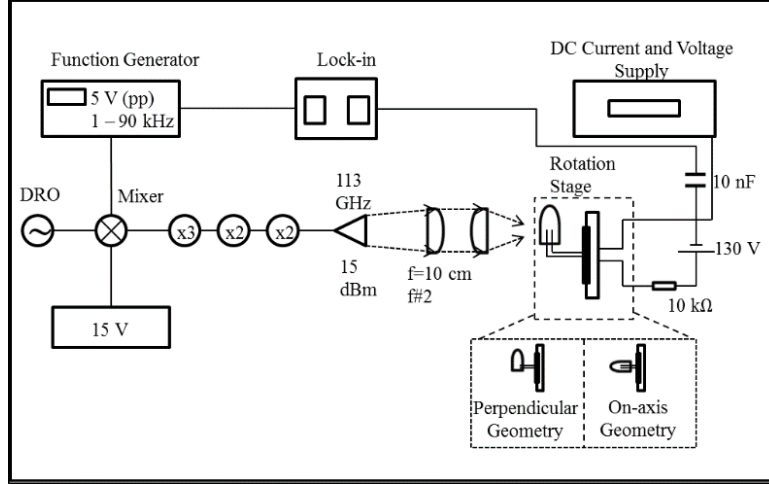 Function Generator
5 V (pp)
1 – 90 kHz
Lock-in
DC Current and Voltage
Supply
Rotation
Stage
10 nF
DRO
Mixer
x3
x2
x2
113
GHz
15
dBm
f=10 cm
f#2
130 V
10 kΩ
15 V
Perpendicular
Geometry
On-axis
Geometry